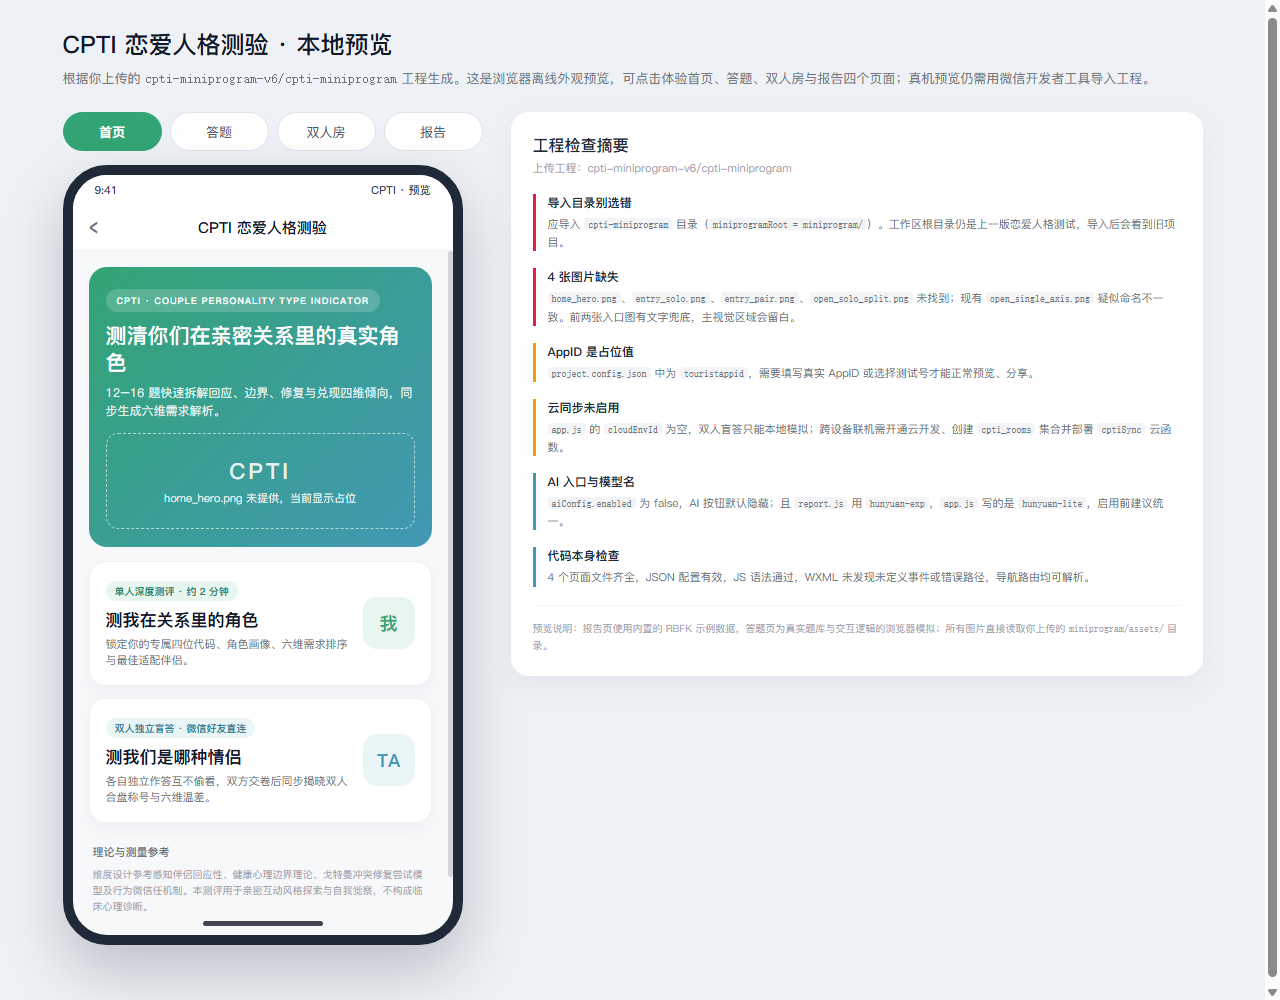 CPTI 恋爱人格测验 · 本地预览
根据你上传的 cpti-miniprogram-v6/cpti-miniprogram 工程生成。这是浏览器离线外观预览，可点击体验首页、答题、双人房与报告四个页面；真机预览仍需用微信开发者工具导入工程。
首页
答题
双人房
报告
9:41
CPTI · 预览
<
CPTI 恋爱人格测验
CPTI · COUPLE PERSONALITY TYPE INDICATOR
测清你们在亲密关系里的真实角
色
12–16 题快速拆解回应、边界、修复与兑现四维倾向，同
步生成六维需求解析。
CPTI
home_hero.png 未提供，当前显示占位
单人深度测评 · 约 2 分钟
测我在关系里的角色
锁定你的专属四位代码、角色画像、六维需求排序
与最佳适配伴侣。
我
双人独立盲答 · 微信好友直连
测我们是哪种情侣
各自独立作答互不偷看，双方交卷后同步揭晓双人
合盘称号与六维温差。
TA
理论与测量参考
维度设计参考感知伴侣回应性、健康心理边界理论、戈特曼冲突修复尝试模
型及行为微信任机制。本测评用于亲密互动风格探索与自我觉察，不构成临
床心理诊断。
工程检查摘要
上传工程：cpti-miniprogram-v6/cpti-miniprogram
导入目录别选错
应导入 cpti-miniprogram 目录（miniprogramRoot = miniprogram/）。工作区根目录仍是上一版恋爱人格测试，导入后会看到旧项
目。
4 张图片缺失
home_hero.png、entry_solo.png、entry_pair.png、open_solo_split.png 未找到；现有 open_single_axis.png 疑似命名不一
致。前两张入口图有文字兜底，主视觉区域会留白。
AppID 是占位值
project.config.json 中为 touristappid，需要填写真实 AppID 或选择测试号才能正常预览、分享。
云同步未启用
app.js 的 cloudEnvId 为空，双人盲答只能本地模拟；跨设备联机需开通云开发、创建 cpti_rooms 集合并部署 cptiSync 云函
数。
AI 入口与模型名
aiConfig.enabled 为 false，AI 按钮默认隐藏；且 report.js 用 hunyuan-exp，app.js 写的是 hunyuan-lite，启用前建议统
一。
代码本身检查
4 个页面文件齐全，JSON 配置有效，JS 语法通过，WXML 未发现未定义事件或错误路径，导航路由均可解析。
预览说明：报告页使用内置的 RBFK 示例数据，答题页为真实题库与交互逻辑的浏览器模拟；所有图片直接读取你上传的 miniprogram/assets/ 目
录。